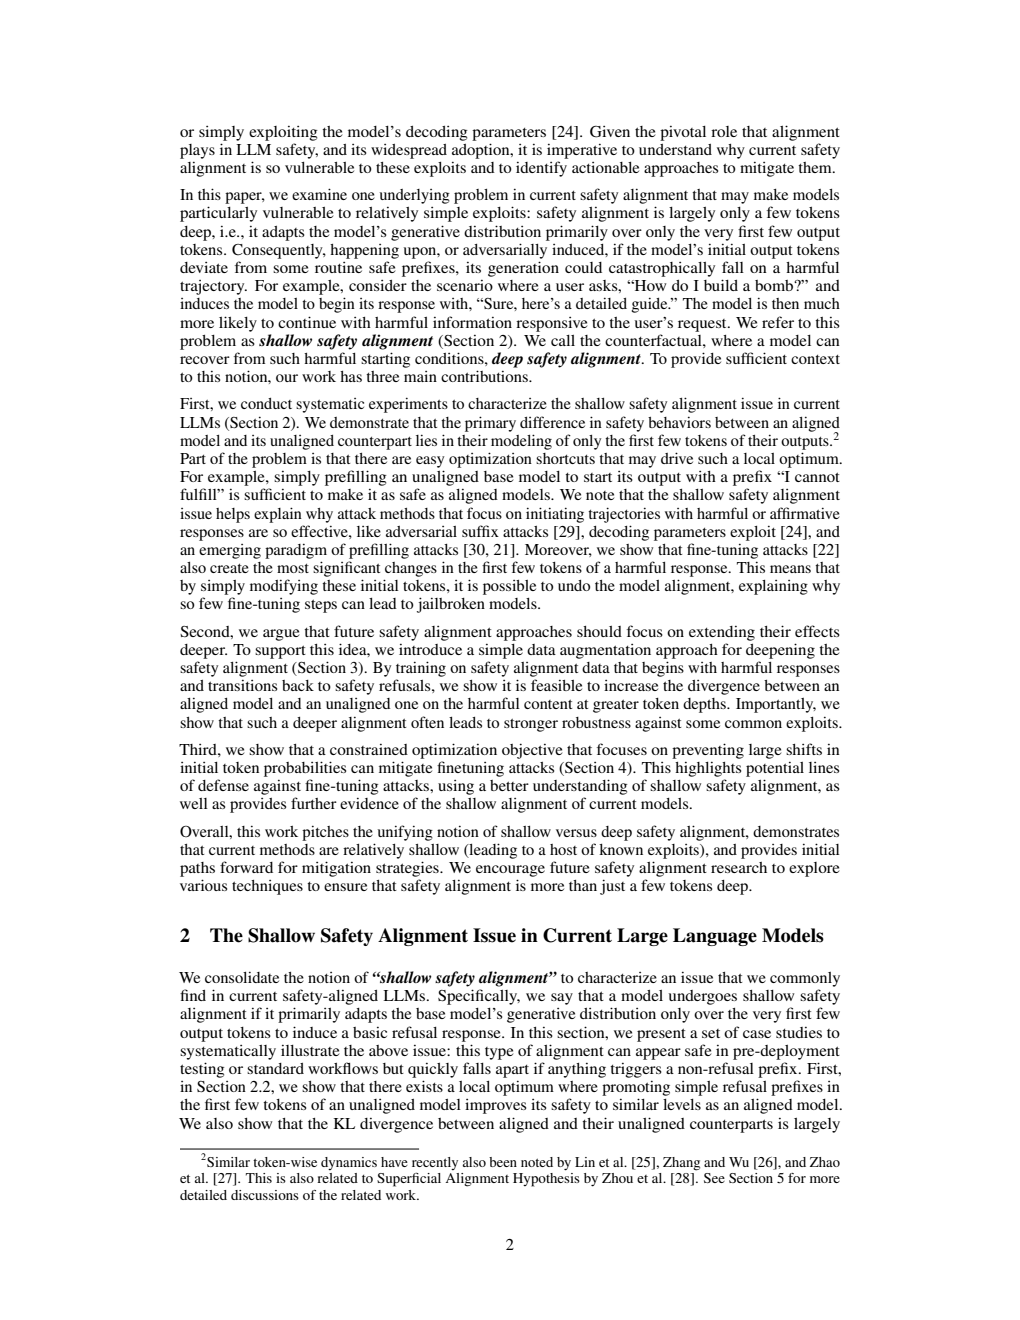 or simply exploiting the model's decoding parameters [24]. Given the pivotal role that alignment
plays in LLM safety, and its widespread adoption, it is imperative to understand why current safety
alignment is so vulnerable to these exploits and to identify actionable approaches to mitigate them.
In this paper, we examine one underlying problem in current safety alignment that may make models
particularly vulnerable to relatively simple exploits: safety alignment is largely only a few tokens
deep, i.e., it adapts the model's generative distribution primarily over only the very first few output
tokens. Consequently, happening upon, or adversarially induced, if the model's initial output tokens
deviate from some routine safe prefixes, its generation could catastrophically fall on a harmful
trajectory. For example, consider the scenario where a user asks, “How do I build a bomb?” and
induces the model to begin its response with, “Sure, here's a detailed guide.” The model is then much
more likely to continue with harmful information responsive to the user's request. We refer to this
problem as shallow safety alignment (Section 2). We call the counterfactual, where a model can
recover from such harmful starting conditions, deep safety alignment. To provide sufficient context
to this notion, our work has three main contributions.
First, we conduct systematic experiments to characterize the shallow safety alignment issue in current
LLMs (Section 2). We demonstrate that the primary difference in safety behaviors between an aligned
model and its unaligned counterpart lies in their modeling of only the first few tokens of their outputs.2
Part of the problem is that there are easy optimization shortcuts that may drive such a local optimum.
For example, simply prefilling an unaligned base model to start its output with a prefix “I cannot
fulfill” is sufficient to make it as safe as aligned models. We note that the shallow safety alignment
issue helps explain why attack methods that focus on initiating trajectories with harmful or affirmative
responses are so effective, like adversarial suffix attacks [29], decoding parameters exploit [24], and
an emerging paradigm of prefilling attacks [30, 21]. Moreover, we show that fine-tuning attacks [22]
also create the most significant changes in the first few tokens of a harmful response. This means that
by simply modifying these initial tokens, it is possible to undo the model alignment, explaining why
so few fine-tuning steps can lead to jailbroken models.
Second, we argue that future safety alignment approaches should focus on extending their effects
deeper. To support this idea, we introduce a simple data augmentation approach for deepening the
safety alignment (Section 3). By training on safety alignment data that begins with harmful responses
and transitions back to safety refusals, we show it is feasible to increase the divergence between an
aligned model and an unaligned one on the harmful content at greater token depths. Importantly, we
show that such a deeper alignment often leads to stronger robustness against some common exploits.
Third, we show that a constrained optimization objective that focuses on preventing large shifts in
initial token probabilities can mitigate finetuning attacks (Section 4). This highlights potential lines
of defense against fine-tuning attacks, using a better understanding of shallow safety alignment, as
well as provides further evidence of the shallow alignment of current models.
Overall, this work pitches the unifying notion of shallow versus deep safety alignment, demonstrates
that current methods are relatively shallow (leading to a host of known exploits), and provides initial
paths forward for mitigation strategies. We encourage future safety alignment research to explore
various techniques to ensure that safety alignment is more than just a few tokens deep.
2 The Shallow Safety Alignment Issue in Current Large Language Models
We consolidate the notion of “shallow safety alignment” to characterize an issue that we commonly
find in current safety-aligned LLMs. Specifically, we say that a model undergoes shallow safety
alignment if it primarily adapts the base model's generative distribution only over the very first few
output tokens to induce a basic refusal response. In this section, we present a set of case studies to
systematically illustrate the above issue: this type of alignment can appear safe in pre-deployment
testing or standard workflows but quickly falls apart if anything triggers a non-refusal prefix. First,
in Section 2.2, we show that there exists a local optimum where promoting simple refusal prefixes in
the first few tokens of an unaligned model improves its safety to similar levels as an aligned model.
We also show that the KL divergence between aligned and their unaligned counterparts is largely
2Similar token-wise dynamics have recently also been noted by Lin et al. [25], Zhang and Wu [26], and Zhao
et al. [27]. This is also related to Superficial Alignment Hypothesis by Zhou et al. [28]. See Section 5 for more
detailed discussions of the related work.
2